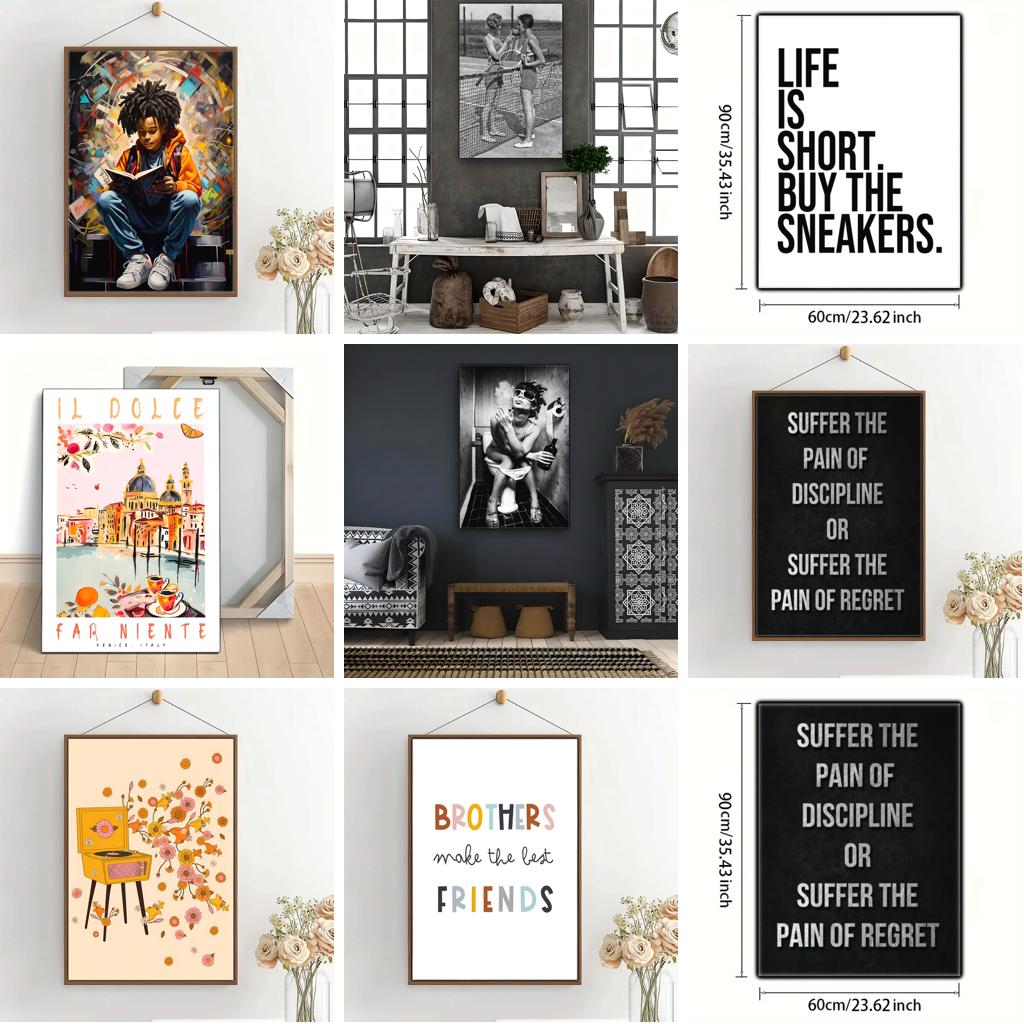 LIFE
IS
SHORT.
BUY THE
SNEAKERS.
90cm/35.43inch
60cm/23.62inch
IL DOLCE
FAR NIENTE
VENICE, ITALY
SUFFER THE
PAIN OF
DISCIPLINE
OR
SUFFER THE
PAIN OF REGRET
BROTHERS
make the best
FRIENDS
SUFFER THE
PAIN OF
DISCIPLINE
OR
SUFFER THE
PAIN OF REGRET
90cm/35.43inch
60cm/23.62inch